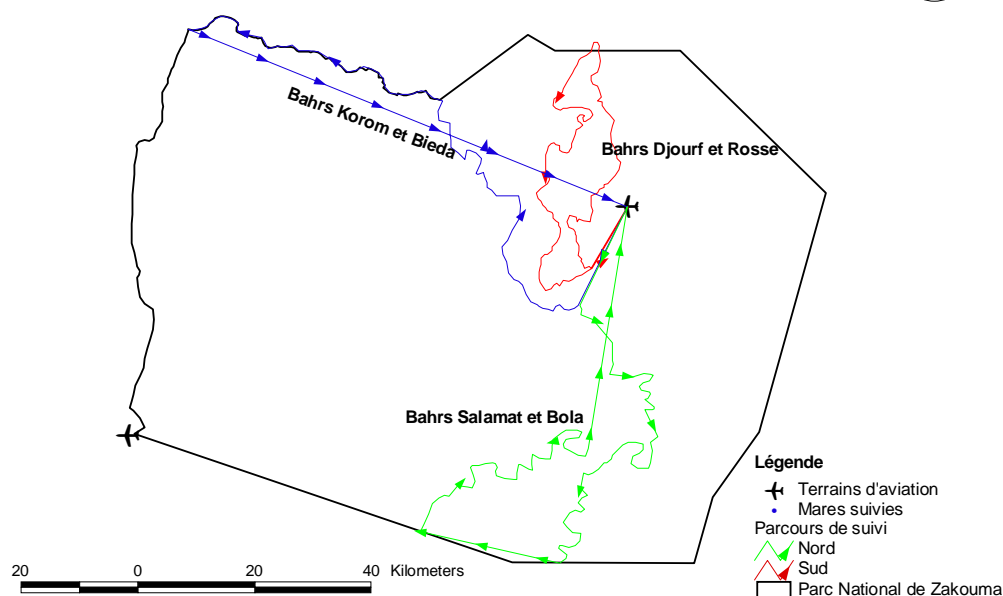 Bahrs Korom et Bieda
Bahrs Djourf et Rosse
Bahrs Salamat et Bola
Légende
Terrains d'aviation
Mares suivies
Parcours de suivi
Nord
Sud
Parc National de Zakouma
20 0 20 40 Kilometers